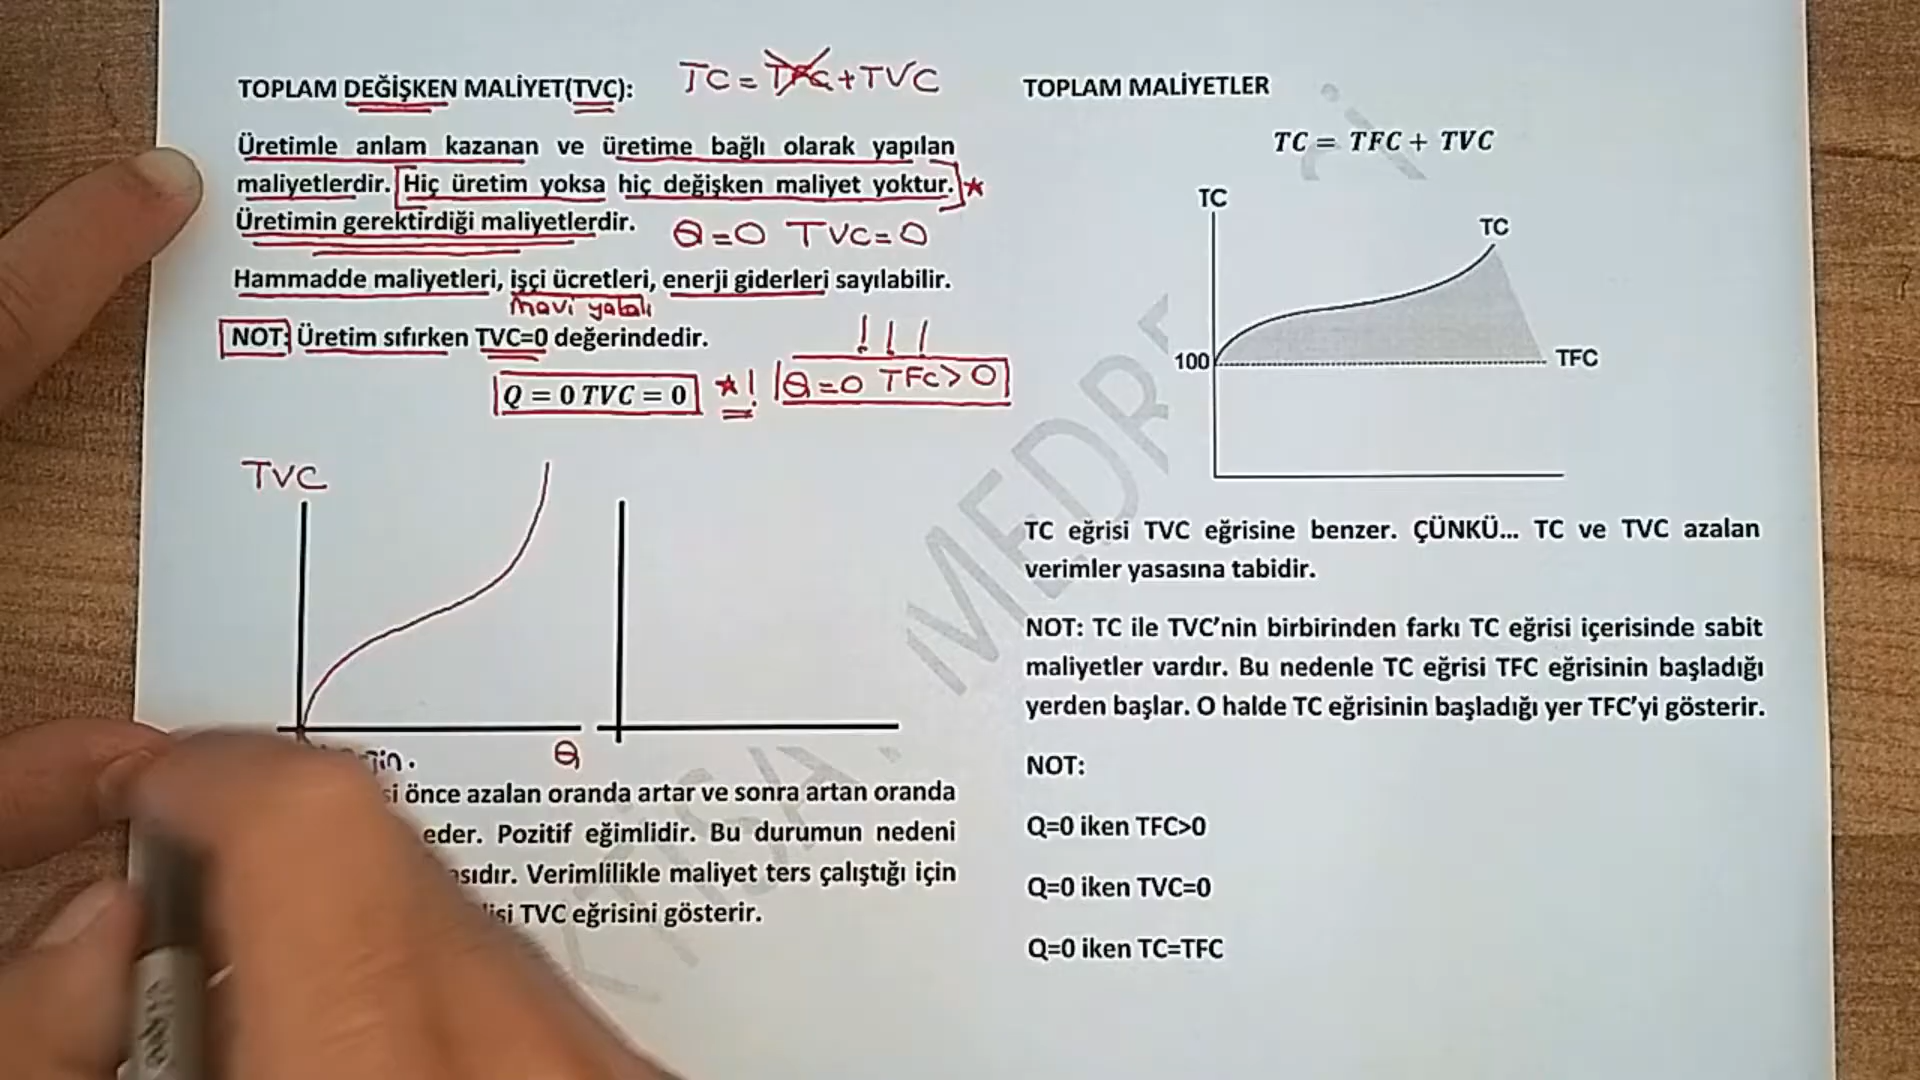 TOPLAM DEĞİŞKEN MALİYET(TVC):
TC = TFC + TVC
Üretimle anlam kazanan ve üretime bağlı olarak yapılan
maliyetlerdir. Hiç üretim yoksa hiç değişken maliyet yoktur.
Üretimin gerektirdiği maliyetlerdir.
Q=0 TVC=0
Hammadde maliyetleri, işçi ücretleri, enerji giderleri sayılabilir.
mavi yakalı
NOT: Üretim sıfırken TVC=0 değerindedir.
!!!
Q = 0 TVC = 0
! Q=0 TFC>0
TVC
Q
önce azalan oranda artar ve sonra artan oranda
eder. Pozitif eğimlidir. Bu durumun nedeni
Verimlilikle maliyet ters çalıştığı için
TVC eğrisini gösterir.
TOPLAM MALİYETLER
TC = TFC + TVC
TC
TC
100
TFC
TC eğrisi TVC eğrisine benzer. ÇÜNKÜ... TC ve TVC azalan
verimler yasasına tabidir.
NOT: TC ile TVC'nin birbirinden farkı TC eğrisi içerisinde sabit
maliyetler vardır. Bu nedenle TC eğrisi TFC eğrisinin başladığı
yerden başlar. O halde TC eğrisinin başladığı yer TFC'yi gösterir.
NOT:
Q=0 iken TFC>0
Q=0 iken TVC=0
Q=0 iken TC=TFC